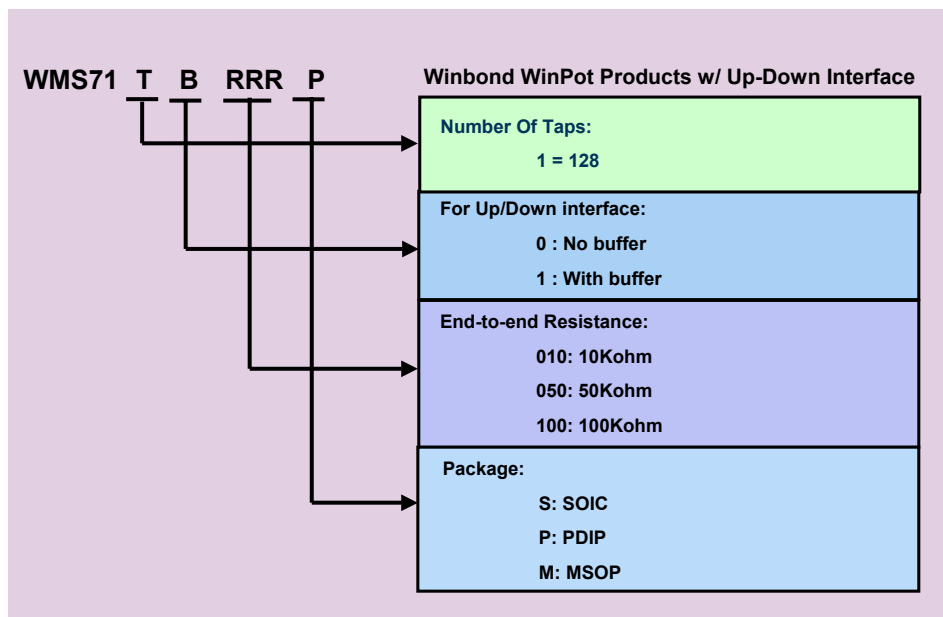 WMS71 T B RRR P
Winbond WinPot Products w/ Up-Down Interface
Number Of Taps:
1 = 128
For Up/Down interface:
0 : No buffer
1 : With buffer
End-to-end Resistance:
010: 10Kohm
050: 50Kohm
100: 100Kohm
Package:
S: SOIC
P: PDIP
M: MSOP